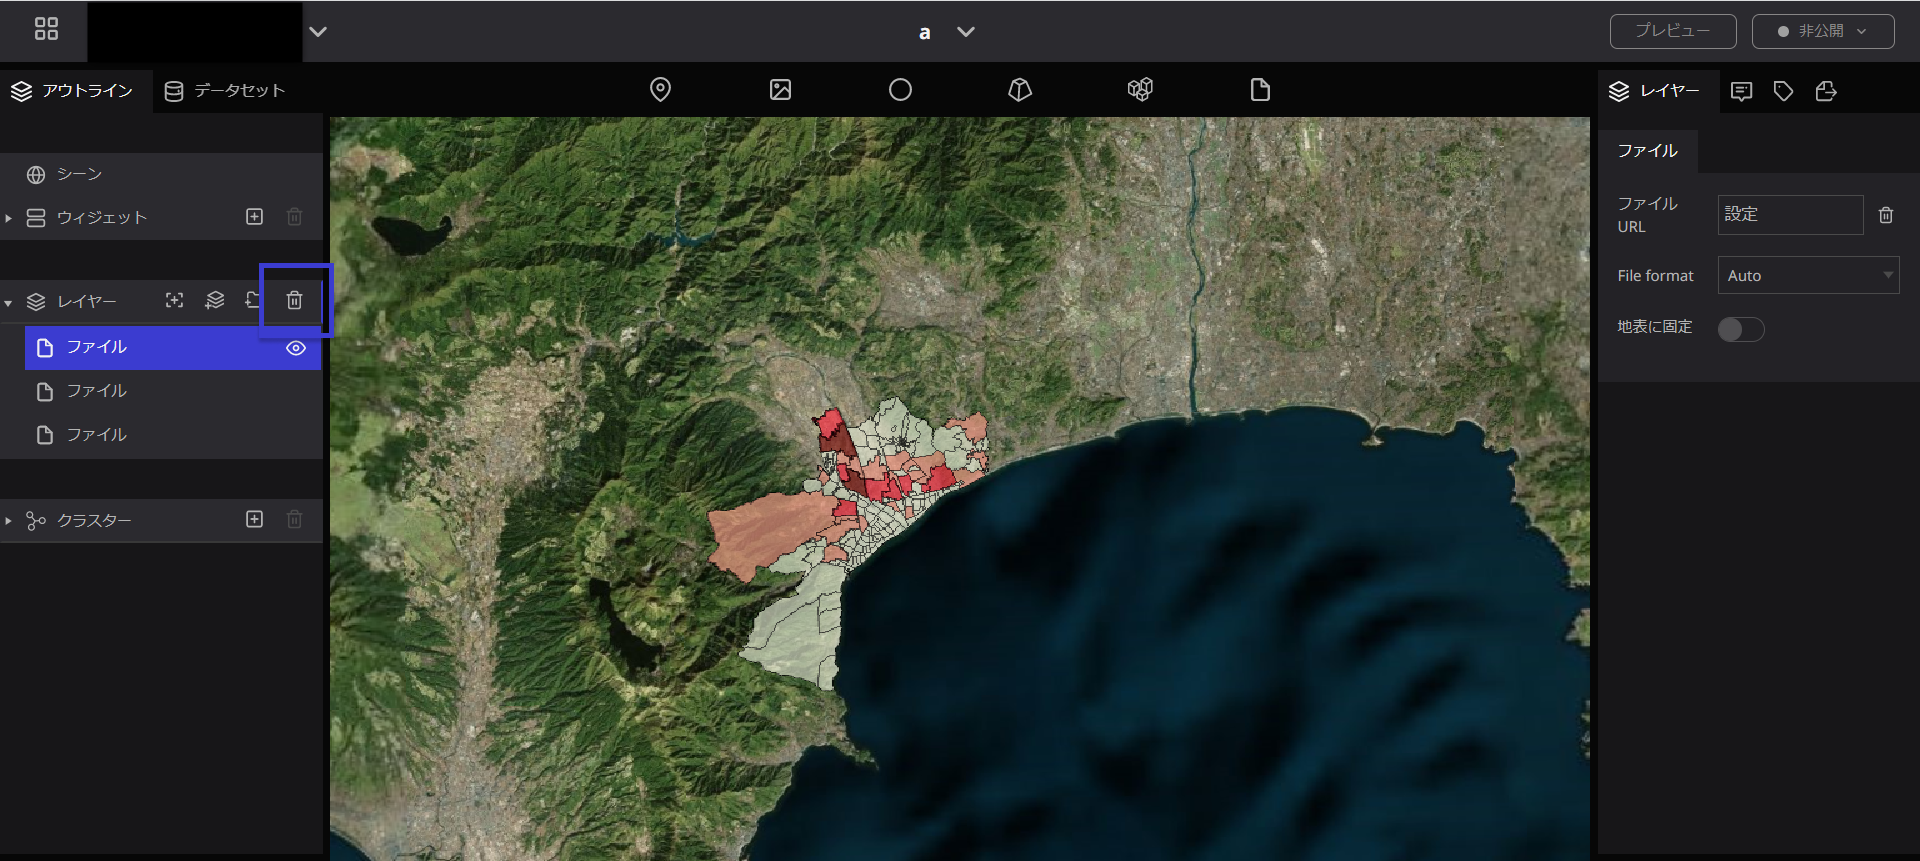 a
プレビュー
非公開
アウトライン
データセット
シーン
ウィジェット
レイヤー
ファイル
ファイル
ファイル
クラスター
レイヤー
ファイル
ファイル
URL
設定
File format
Auto
地表に固定